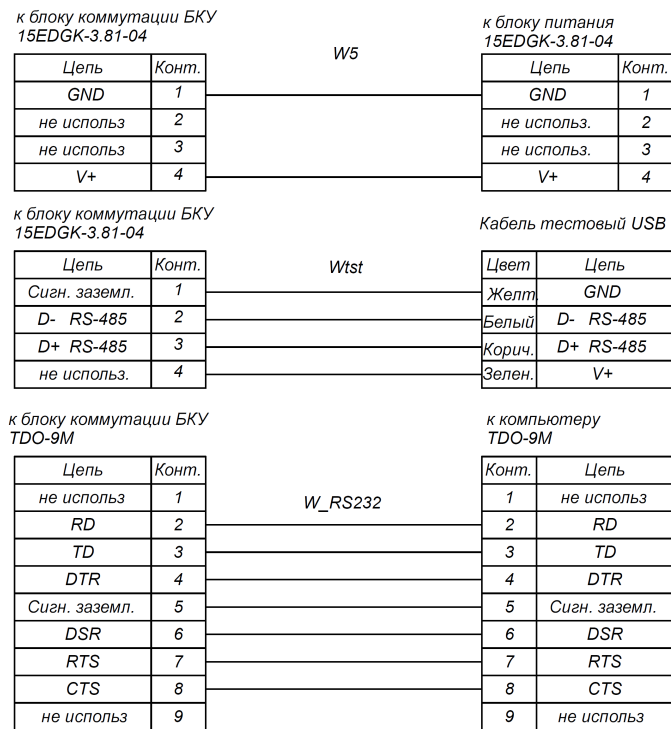 к блоку коммутации БКУ
15EDGK-3.81-04
W5
к блоку питания
15EDGK-3.81-04
Цепь Конт. Цепь Конт.
GND 1 GND 1
не использ 2 не использ. 2
не использ 3 не использ. 3
V+ 4 V+ 4
к блоку коммутации БКУ
15EDGK-3.81-04
Кабель тестовый USB
Цепь Конт. Wtst Цвет Цепь
Сигн. заземл. 1 Желт. GND
D- RS-485 2 Белый D- RS-485
D+ RS-485 3 Корич. D+ RS-485
не использ. 4 Зелен. V+
к блоку коммутации БКУ
TDO-9M
к компьютеру
TDO-9M
Цепь Конт. Конт. Цепь
не использ 1 W_RS232 1 не использ
RD 2 2 RD
TD 3 3 TD
DTR 4 4 DTR
Сигн. заземл. 5 5 Сигн. заземл.
DSR 6 6 DSR
RTS 7 7 RTS
CTS 8 8 CTS
не использ 9 9 не использ